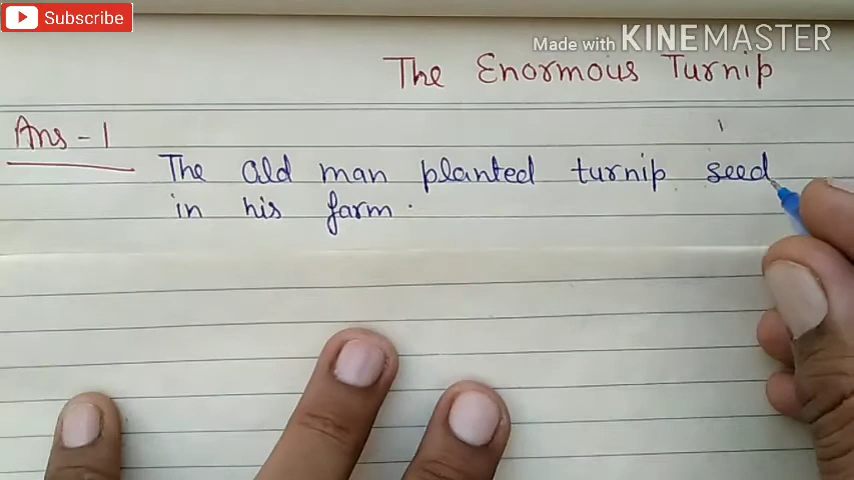 Subscribe
Made with KINEMASTER
The Enormous Turnip
Ans - 1
The old man planted turnip seed
in his farm.